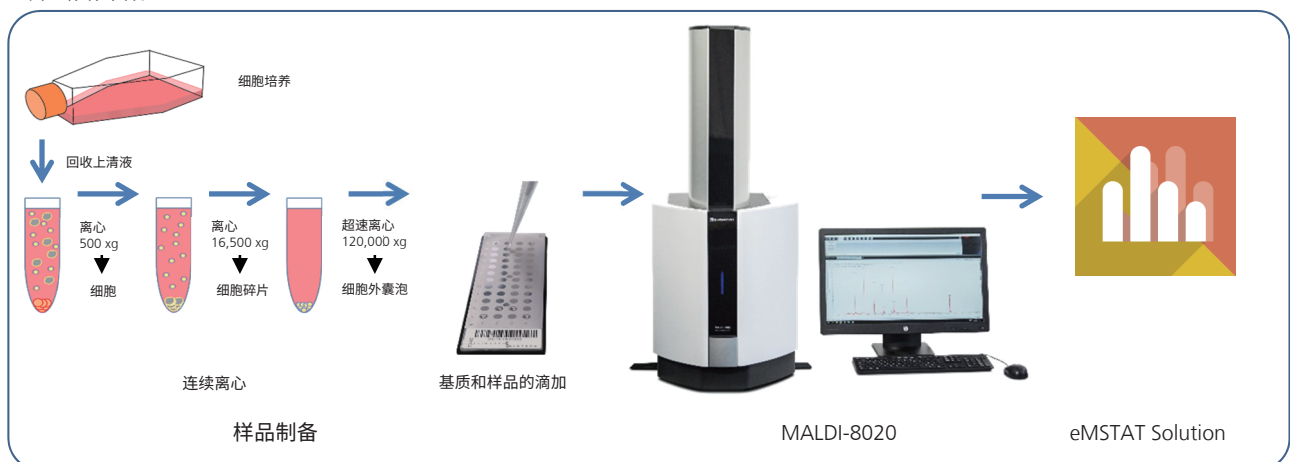 细胞培养
回收上清液
离心
500 xg
细胞
离心
16,500 xg
细胞碎片
超速离心
120,000 xg
细胞外囊泡
连续离心
基质和样品的滴加
样品制备
MALDI-8020
eMSTAT Solution